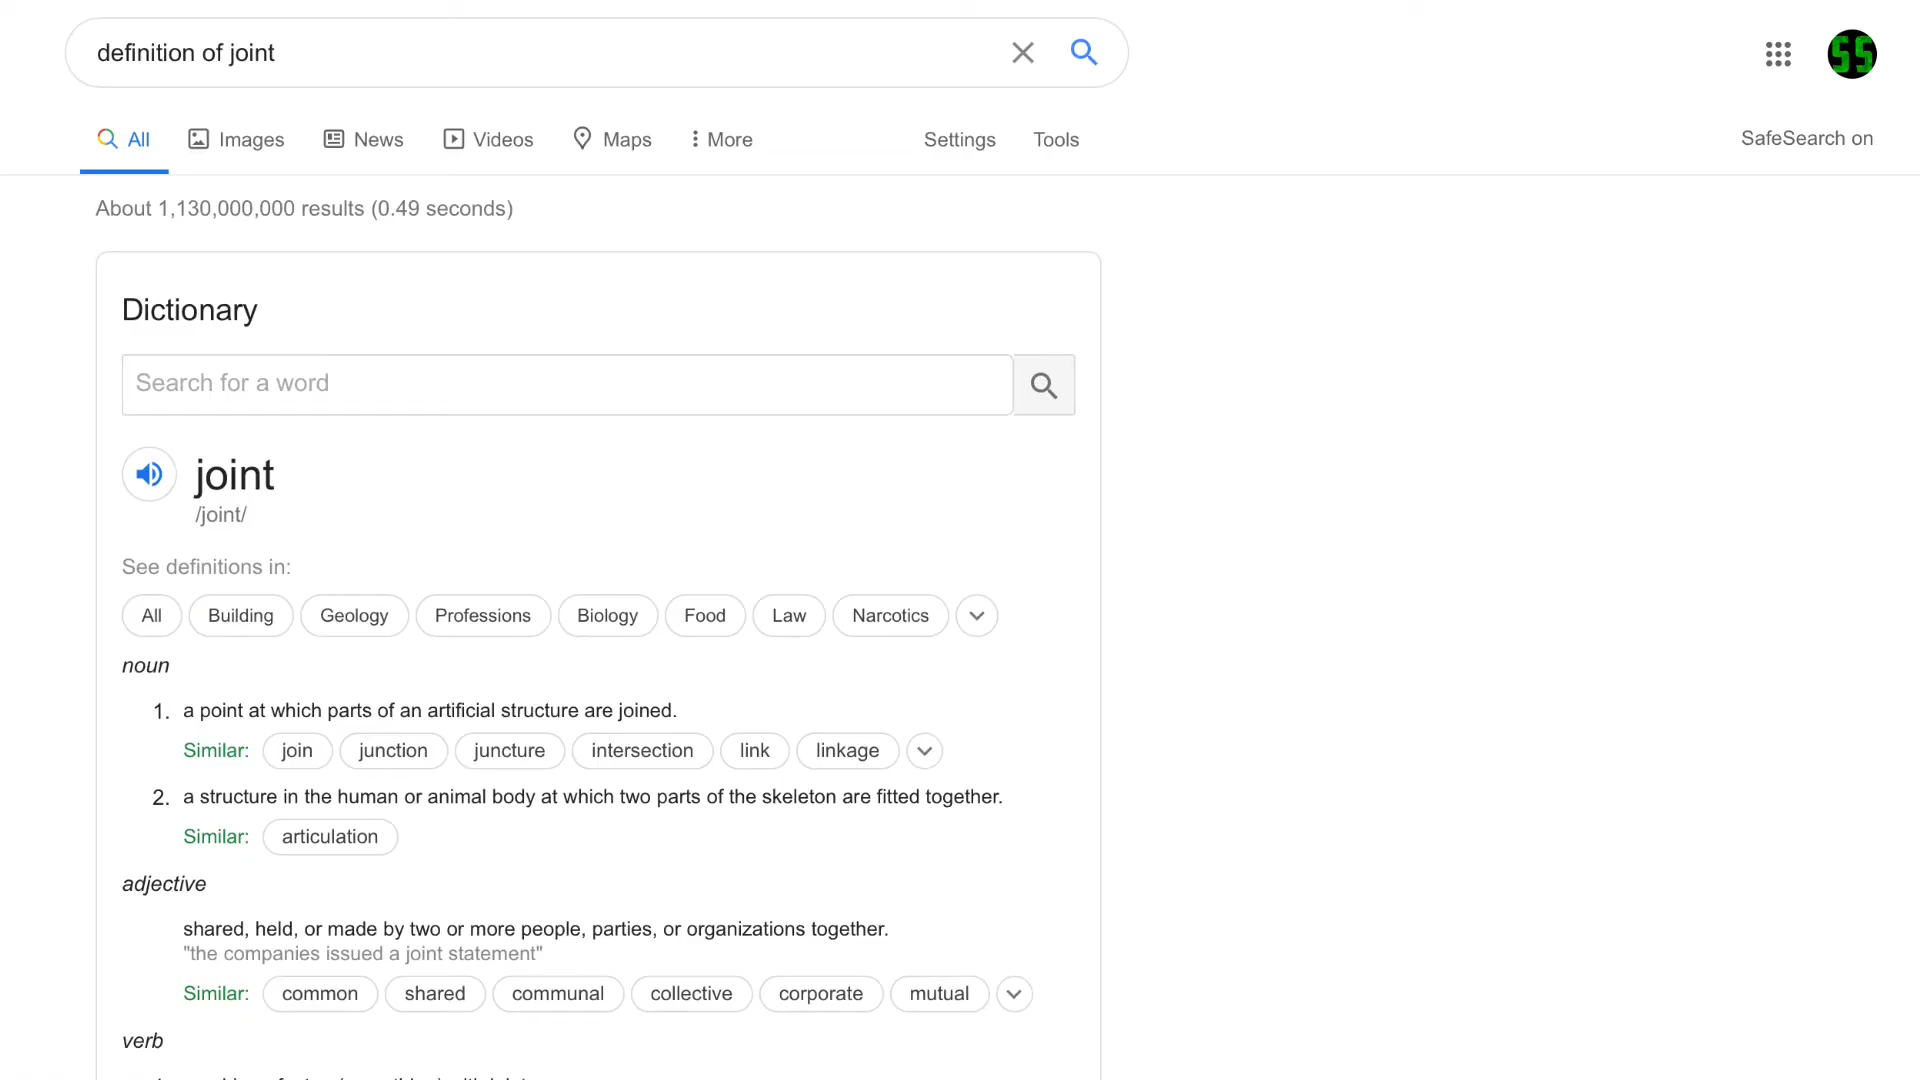 definition of joint
SS
All Images News Videos Maps More Settings Tools SafeSearch on
About 1,130,000,000 results (0.49 seconds)
Dictionary
Search for a word
joint
/joint/
See definitions in:
All Building Geology Professions Biology Food Law Narcotics
noun
1. a point at which parts of an artificial structure are joined.
Similar: join junction juncture intersection link linkage
2. a structure in the human or animal body at which two parts of the skeleton are fitted together.
Similar: articulation
adjective
shared, held, or made by two or more people, parties, or organizations together.
"the companies issued a joint statement"
Similar: common shared communal collective corporate mutual
verb